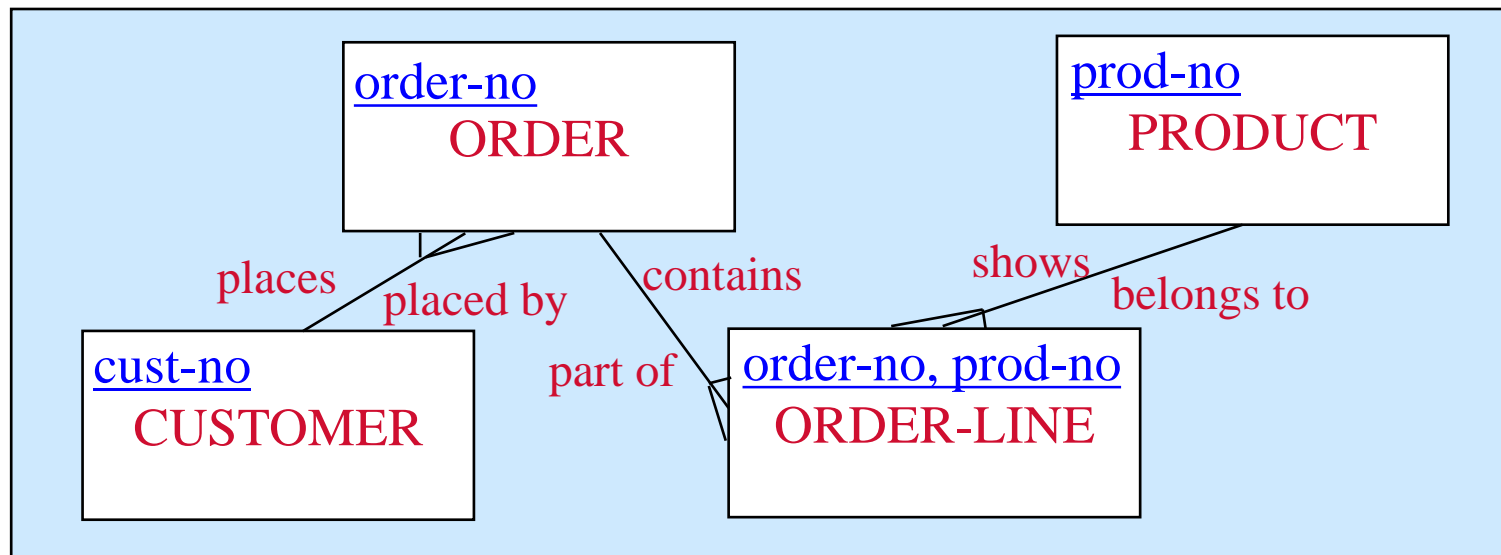 order-no
ORDER
prod-no
PRODUCT
places
placed by
contains
shows
belongs to
part of
cust-no
CUSTOMER
order-no, prod-no
ORDER-LINE